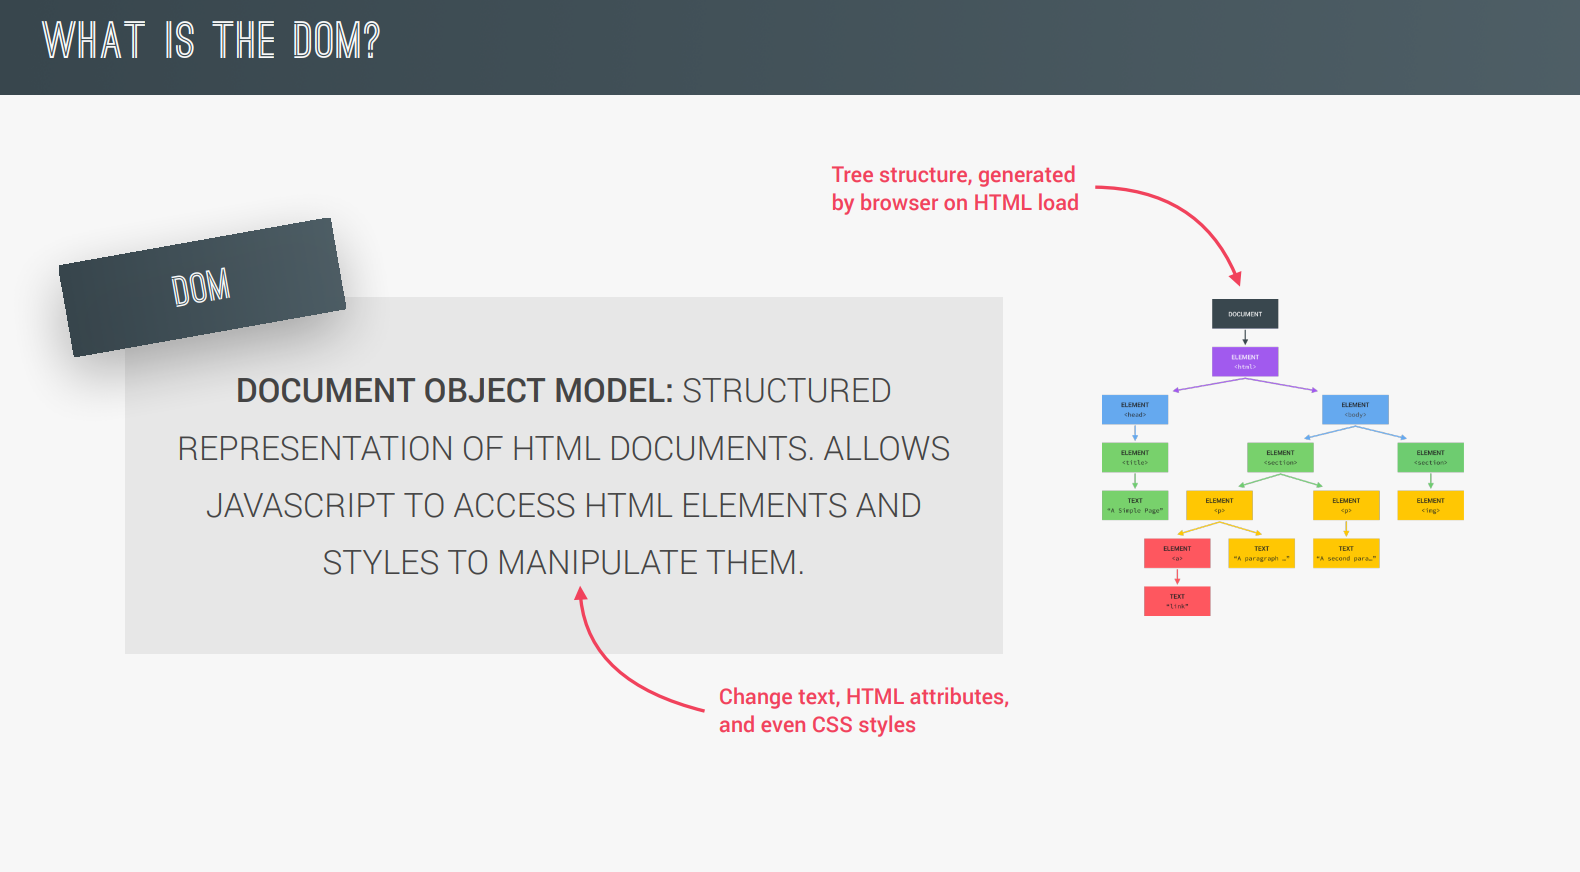 WHAT IS THE DOM?
Tree structure, generated
by browser on HTML load
DOM
DOCUMENT OBJECT MODEL: STRUCTURED
REPRESENTATION OF HTML DOCUMENTS. ALLOWS
JAVASCRIPT TO ACCESS HTML ELEMENTS AND
STYLES TO MANIPULATE THEM.
Change text, HTML attributes,
and even CSS styles
DOCUMENT
ELEMENT
<html>
ELEMENT
<head>
ELEMENT
<body>
ELEMENT
<title>
ELEMENT
<section>
ELEMENT
<section>
TEXT
"A Simple Page"
ELEMENT
<p>
ELEMENT
<p>
ELEMENT
<img>
ELEMENT
<a>
TEXT
"A paragraph …"
TEXT
"A second para…"
TEXT
"link"